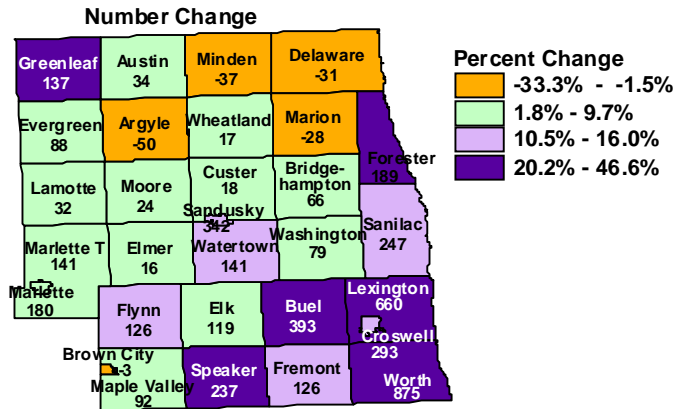 Number Change
Greenleaf
137
Austin
34
Minden
-37
Delaware
-31
Percent Change
-33.3% - -1.5%
1.8% - 9.7%
10.5% - 16.0%
20.2% - 46.6%
Evergreen
88
Argyle
-50
Wheatland
17
Marion
-28
Forester
189
Lamotte
32
Moore
24
Custer
18
Bridge-
hampton
66
Sandusky
342
Sanilac
247
Marlette T
141
Elmer
16
Watertown
141
Washington
79
Marlette
180
Flynn
126
Elk
119
Buel
393
Lexington
660
Croswell
293
Brown City
-3
Maple Valley
92
Speaker
237
Fremont
126
Worth
875